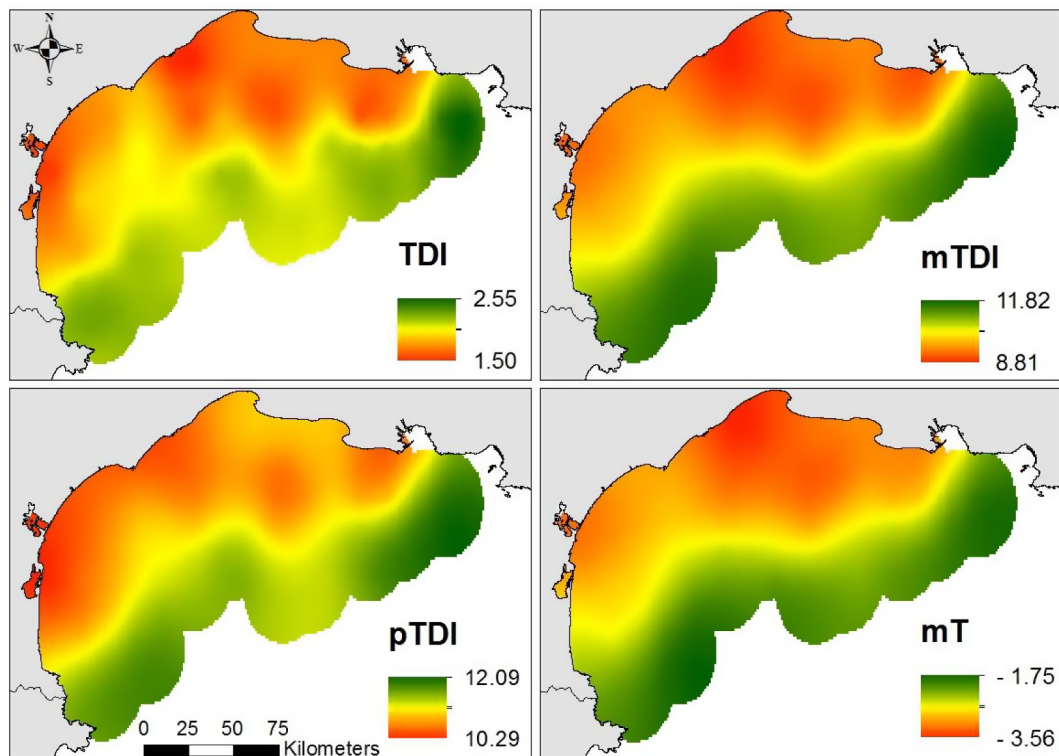 N
W E
S
TDI
2.55
1.50
mTDI
11.82
8.81
pTDI
12.09
10.29
0 25 50 75
Kilometers
mT
- 1.75
- 3.56